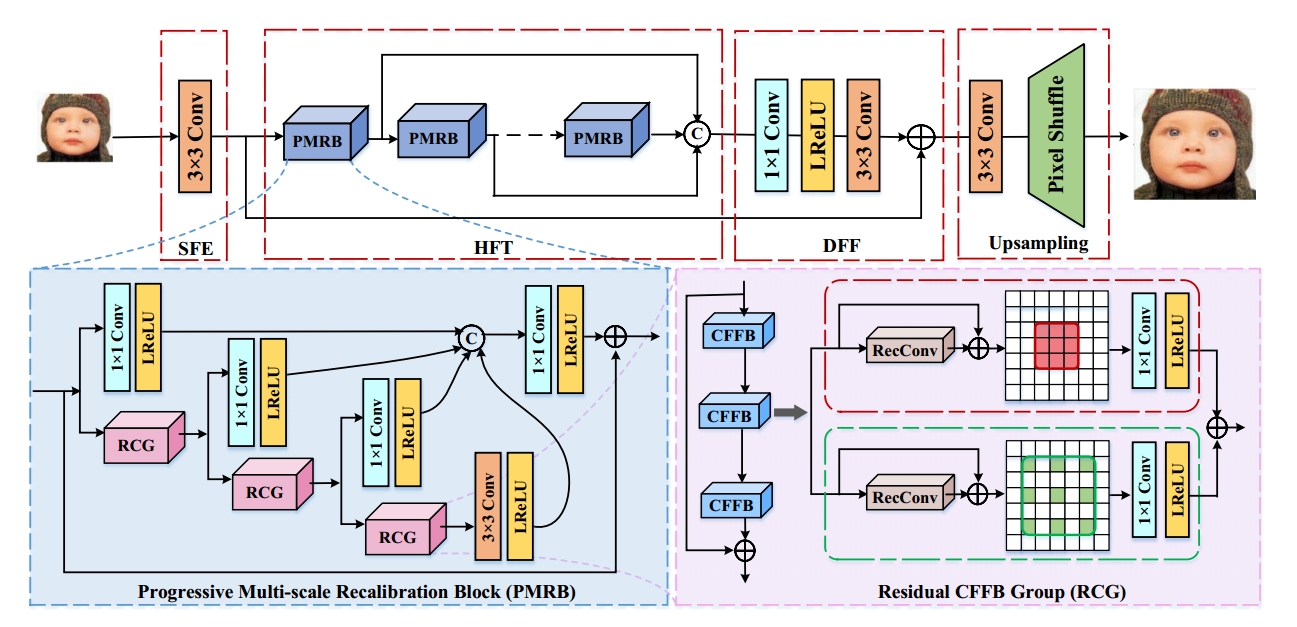 3×3 Conv
SFE
PMRB
PMRB
PMRB
C
HFT
1×1 Conv
LReLU
3×3 Conv
DFF
3×3 Conv
Pixel Shuffle
Upsampling
1×1 Conv
LReLU
RCG
1×1 Conv
LReLU
RCG
1×1 Conv
LReLU
RCG
3×3 Conv
LReLU
C
1×1 Conv
LReLU
Progressive Multi-scale Recalibration Block (PMRB)
CFFB
CFFB
CFFB
RecConv
1×1 Conv
LReLU
RecConv
1×1 Conv
LReLU
Residual CFFB Group (RCG)